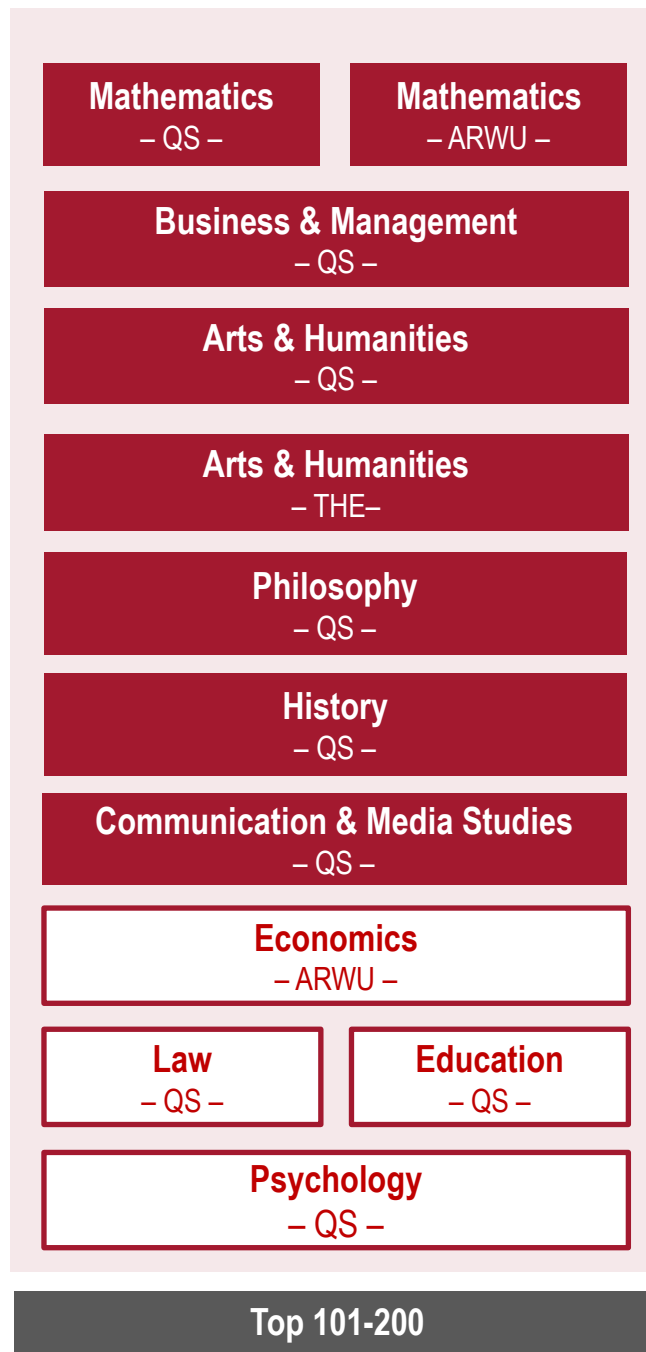 Mathematics
– QS –
Mathematics
– ARWU –
Business & Management
– QS –
Arts & Humanities
– QS –
Arts & Humanities
– THE–
Philosophy
– QS –
History
– QS –
Communication & Media Studies
– QS –
Economics
– ARWU –
Law
– QS –
Education
– QS –
Psychology
– QS –
Top 101-200